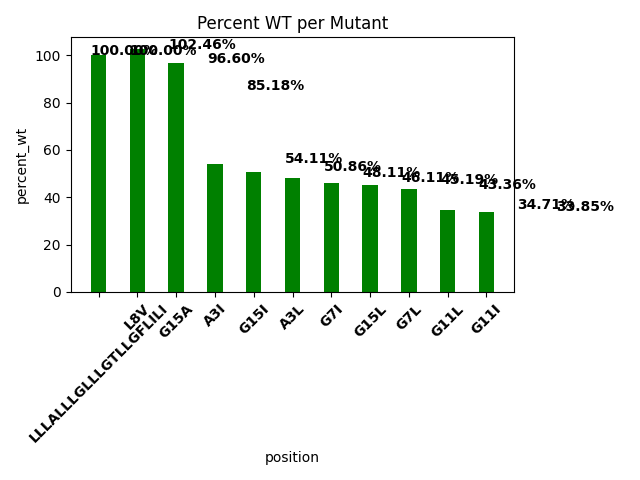 Percent WT per Mutant
100.00% 100.00% 102.46% 96.60% 85.18% 54.11% 50.86% 48.11% 46.11% 45.19% 43.36% 34.71% 33.85%
percent_wt
100
80
60
40
20
0
LLLALLLGLLLGTLLGFLILI L8V G15A A3I G15I A3L G7I G15L G7L G11L G11I
position